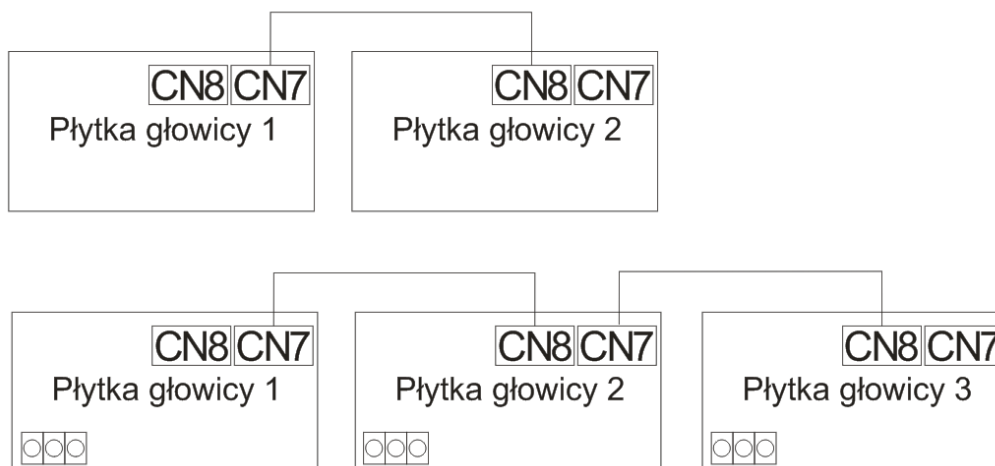 CN8 CN7 CN8 CN7
Płytka głowicy 1 Płytka głowicy 2
CN8 CN7 CN8 CN7 CN8 CN7
Płytka głowicy 1 Płytka głowicy 2 Płytka głowicy 3